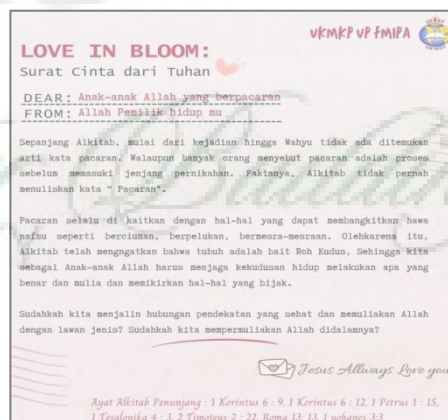 UKMKP UP FMIPA
LOVE IN BLOOM:
Surat Cinta dari Tuhan
DEAR: Anak-anak Allah yang berpacaran
FROM: Allah Pemilik hidup mu
Sepanjang Alkitab, mulai dari kejadian hingga Wahyu tidak ada ditemukan
arti kata pacaran. Walaupun banyak orang menyebut pacaran adalah proses
sebelum memasuki jenjang pernikahan. Faktanya, Alkitab tidak pernah
menuliskan kata " Pacaran".
Pacaran selalu di kaitkan dengan hal-hal yang dapat membangkitkan hawa
nafsu seperti berciuman, berpelukan, bermesra-mesraan. Olehkarena itu,
Alkitab telah mengngatkan bahwa tubuh adalah bait Roh Kudus, Sehingga kita
sebagai Anak-anak Allah harus menjaga kekudusan hidup melakukan apa yang
benar dan mulia dan memikirkan hal-hal yang bijak.
Sudahkah kita menjalin hubungan pendekatan yang sehat dan memuliakan Allah
dengan lawan jenis? Sudahkah kita mempermuliakan Allah didalamnya?
Jesus Allways Love you
Ayat Alkitab Penunjang : 1 Korintus 6 : 9, 1 Korintus 6 : 12, 1 Petrus 1 : 15,
1 Tesalonika 4 : 3, 2 Timoteus 2 : 22, Roma 13: 13, 1 yohanes 3:3